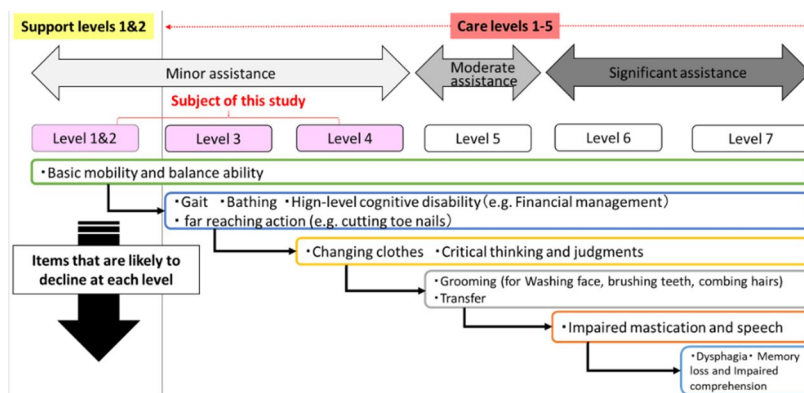 Support levels 1&2
Care levels 1-5
Minor assistance
Moderate
assistance
Significant assistance
Subject of this study
Level 1&2
Level 3
Level 4
Level 5
Level 6
Level 7
・Basic mobility and balance ability
・Gait ・Bathing ・Hign-level cognitive disability (e.g. Financial management)
・far reaching action (e.g. cutting toe nails)
Items that are likely to
decline at each level
・Changing clothes ・Critical thinking and judgments
・Grooming (for Washing face, brushing teeth, combing hairs)
・Transfer
・Impaired mastication and speech
・Dysphagia・ Memory
loss and Impaired
comprehension